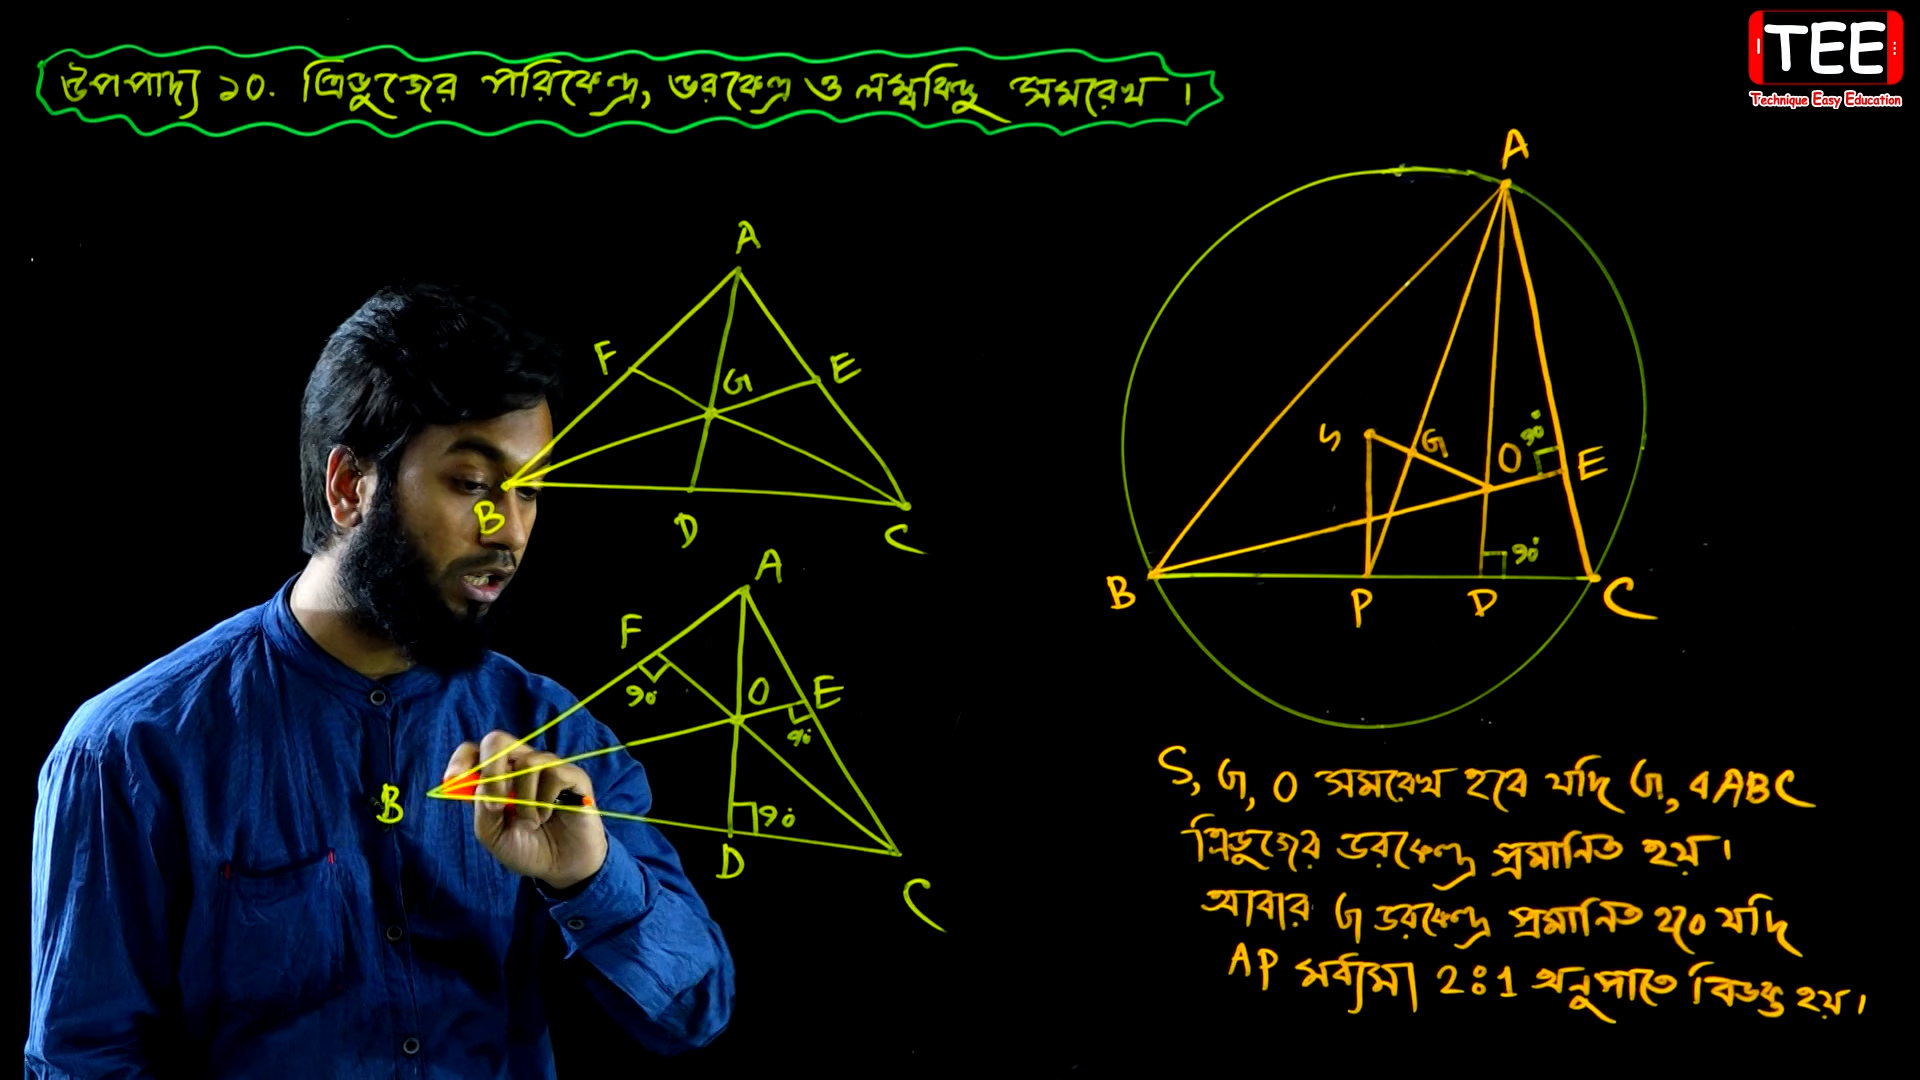 উপপাদ্য ১০. ত্রিভুজের পরিকেন্দ্র, ভরকেন্দ্র ও লম্ববিন্দু সমরেখ।
TEE
Technique Easy Education
A
F
G
E
B
D
C
A
F
90°
O
E
90°
B
90°
D
C
A
S
G
O
90°
E
90°
B
P
D
C
S, G, O সমরেখ হবে যদি G, ΔABC
ত্রিভুজের ভরকেন্দ্র প্রমানিত হয়।
আবার G ভরকেন্দ্র প্রমানিত হবে যদি
AP মধ্যমা 2:1 অনুপাতে বিভক্ত হয়।